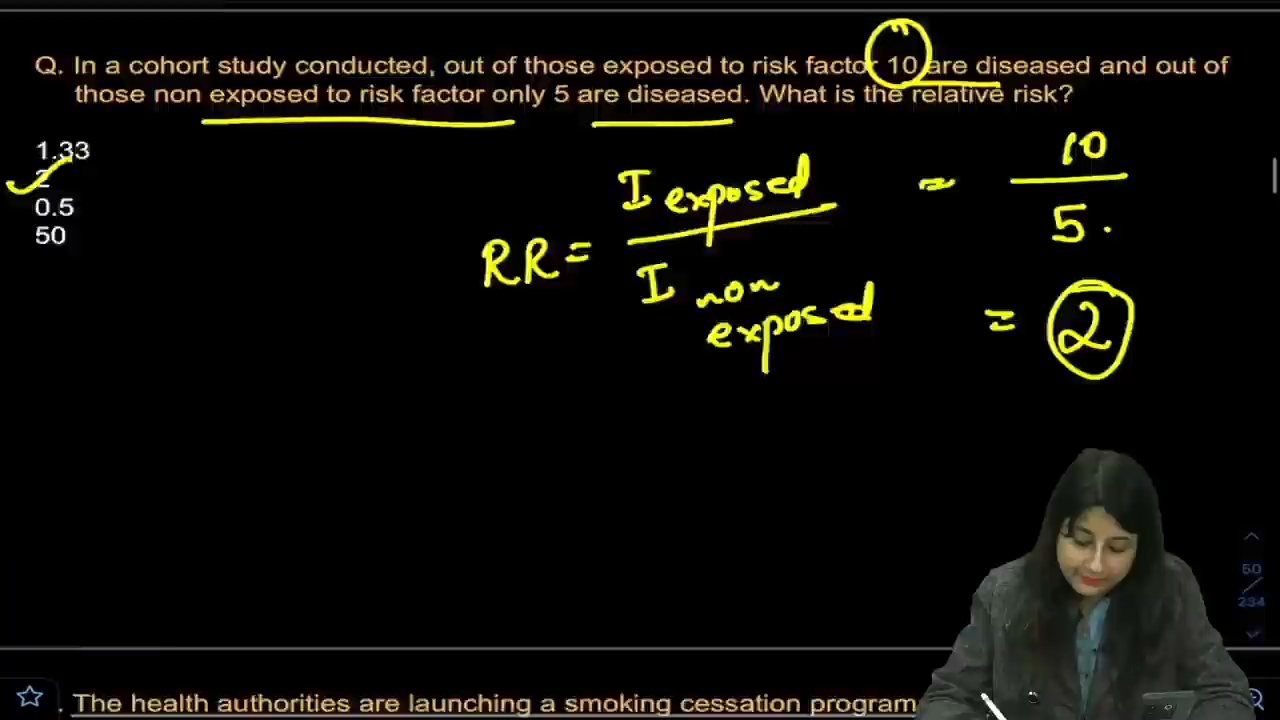 Q. In a cohort study conducted, out of those exposed to risk factor 10 are diseased and out of
those non exposed to risk factor only 5 are diseased. What is the relative risk?
1.33
2
0.5
50
RR = I exposed / I non exposed = 10 / 5.
= 2
50
234
. The health authorities are launching a smoking cessation program